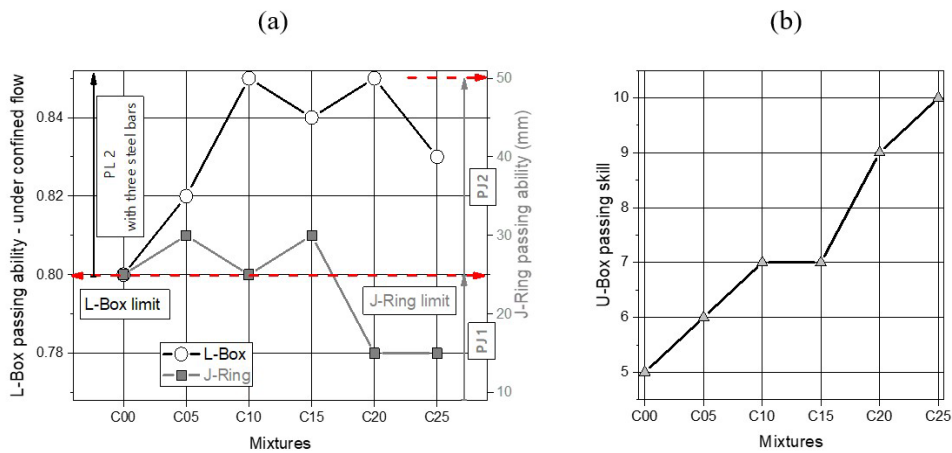 (a)
(b)
L-Box passing ability - under confined flow
0.84
0.82
0.80
0.78
PL 2
with three steel bars
L-Box limit
J-Ring limit
L-Box
J-Ring
PJ2
PJ1
50
40
30
20
10
J-Ring passing ability (mm)
C00 C05 C10 C15 C20 C25
Mixtures
U-Box passing skill
10
9
8
7
6
5
C00 C05 C10 C15 C20 C25
Mixtures